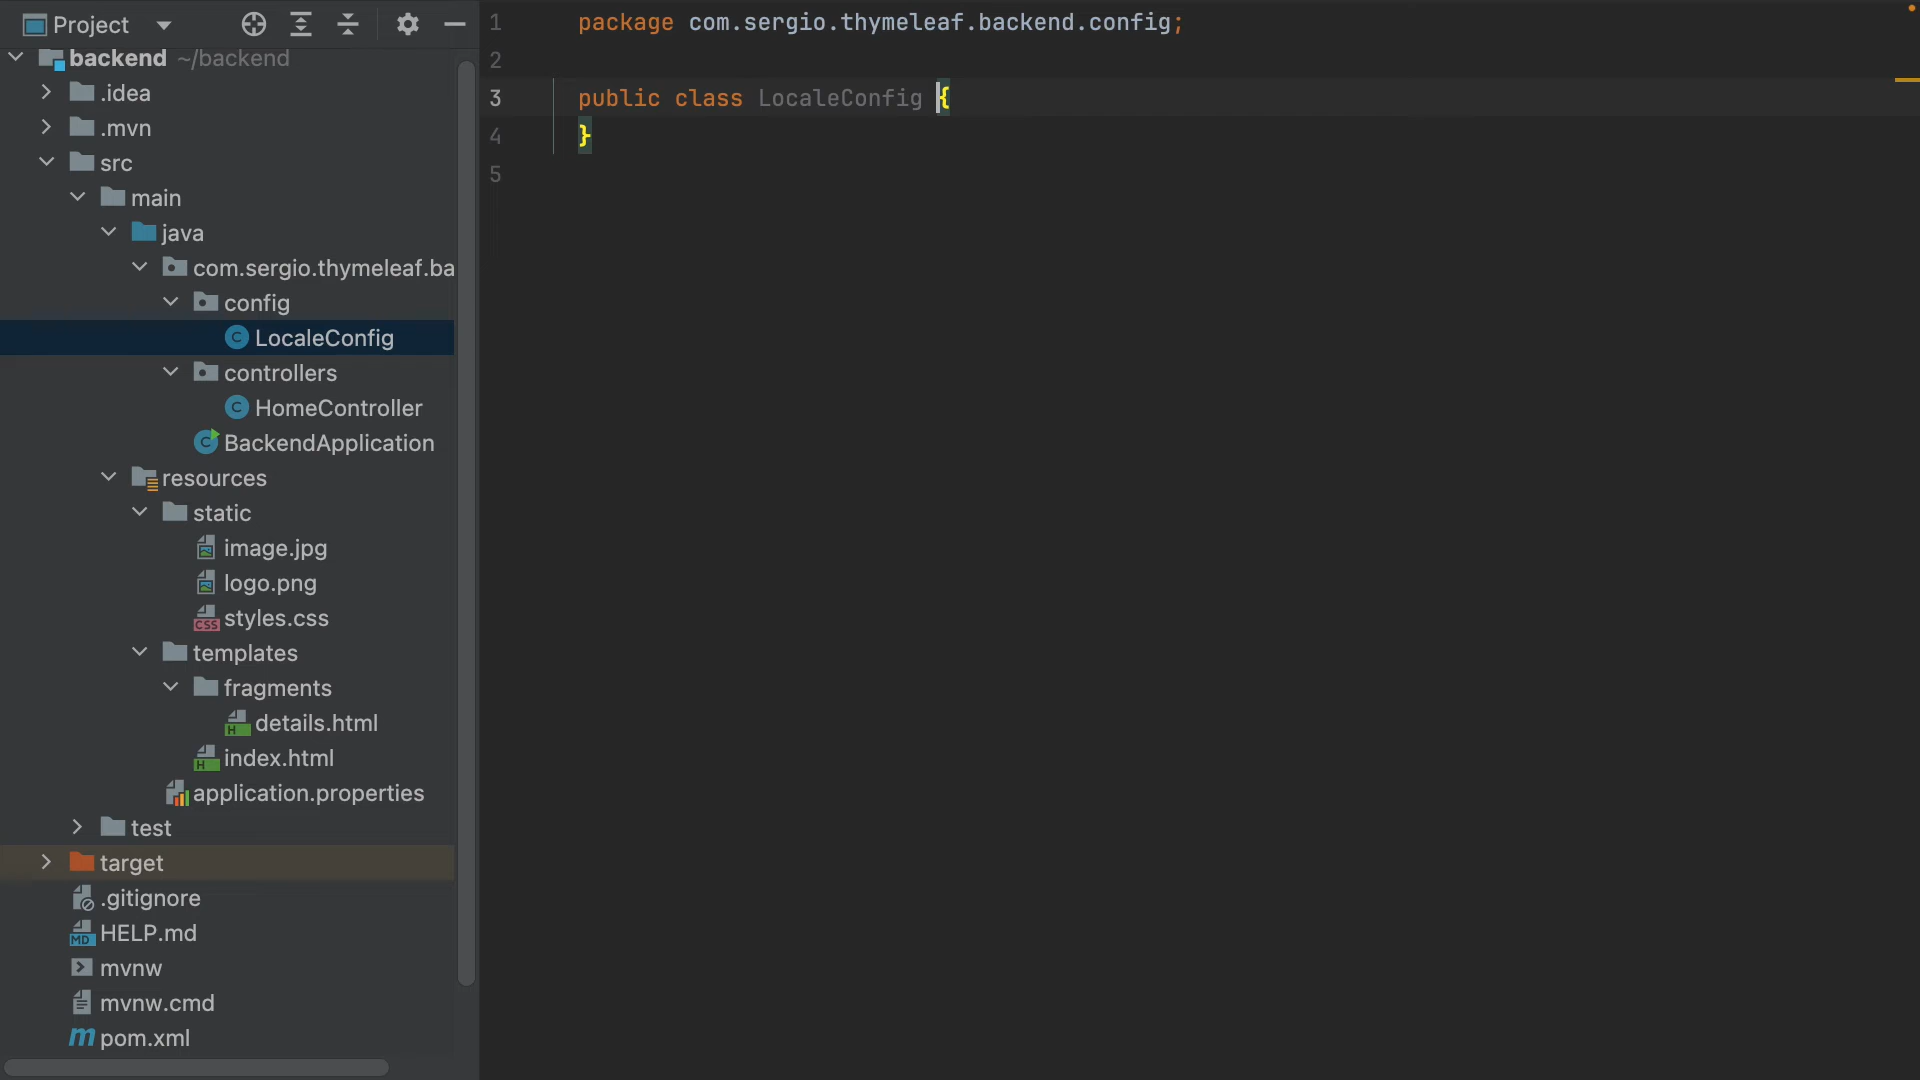 Project
backend ~/backend
.idea
.mvn
src
main
java
com.sergio.thymeleaf.ba
config
LocaleConfig
controllers
HomeController
BackendApplication
resources
static
image.jpg
logo.png
styles.css
templates
fragments
details.html
index.html
application.properties
test
target
.gitignore
HELP.md
mvnw
mvnw.cmd
pom.xml
1 package com.sergio.thymeleaf.backend.config;
2
3 public class LocaleConfig {
4 }
5